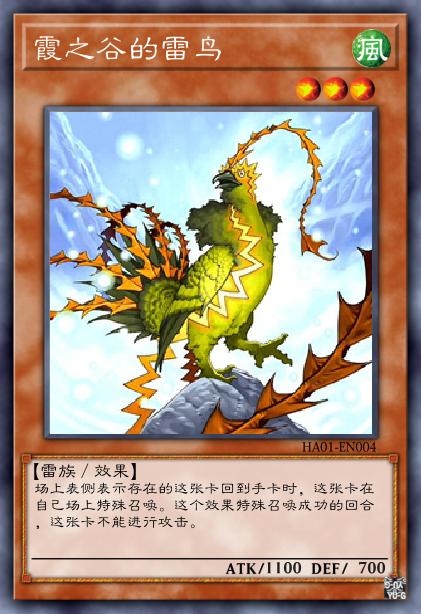 霞之谷的雷鸟
風
HA01-EN004
【雷族／效果】
场上表侧表示存在的这张卡回到手卡时，这张卡在
自己场上特殊召唤。这个效果特殊召唤成功的回合
，这张卡不能进行攻击。
ATK/1100 DEF/ 700